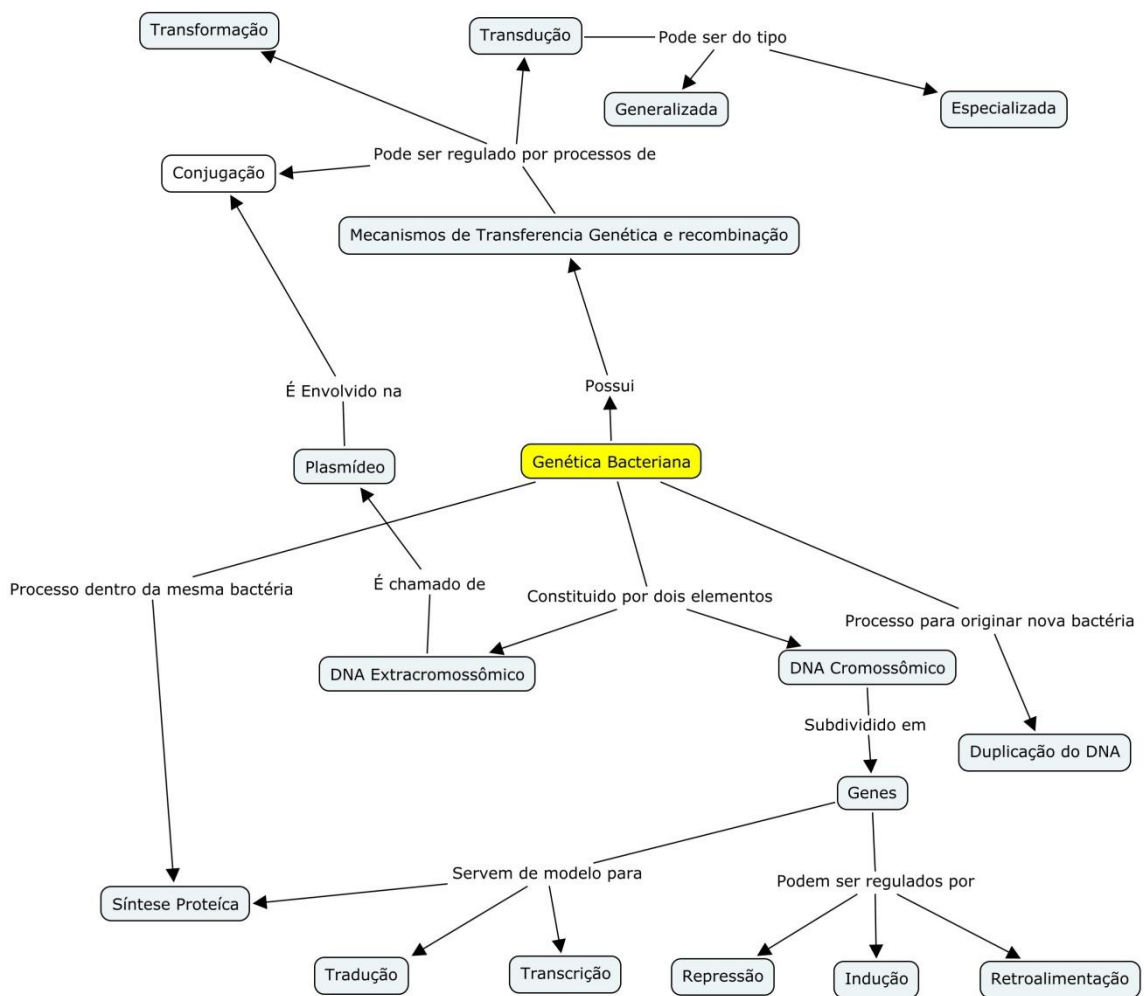 Transformação
Transdução
Pode ser do tipo
Generalizada
Especializada
Pode ser regulado por processos de
Conjugação
Mecanismos de Transferencia Genética e recombinação
É Envolvido na
Possui
Plasmídeo
Genética Bacteriana
Processo dentro da mesma bactéria
É chamado de
Constituido por dois elementos
Processo para originar nova bactéria
DNA Extracromossômico
DNA Cromossômico
Subdividido em
Duplicação do DNA
Genes
Servem de modelo para
Podem ser regulados por
Síntese Proteíca
Tradução
Transcrição
Repressão
Indução
Retroalimentação